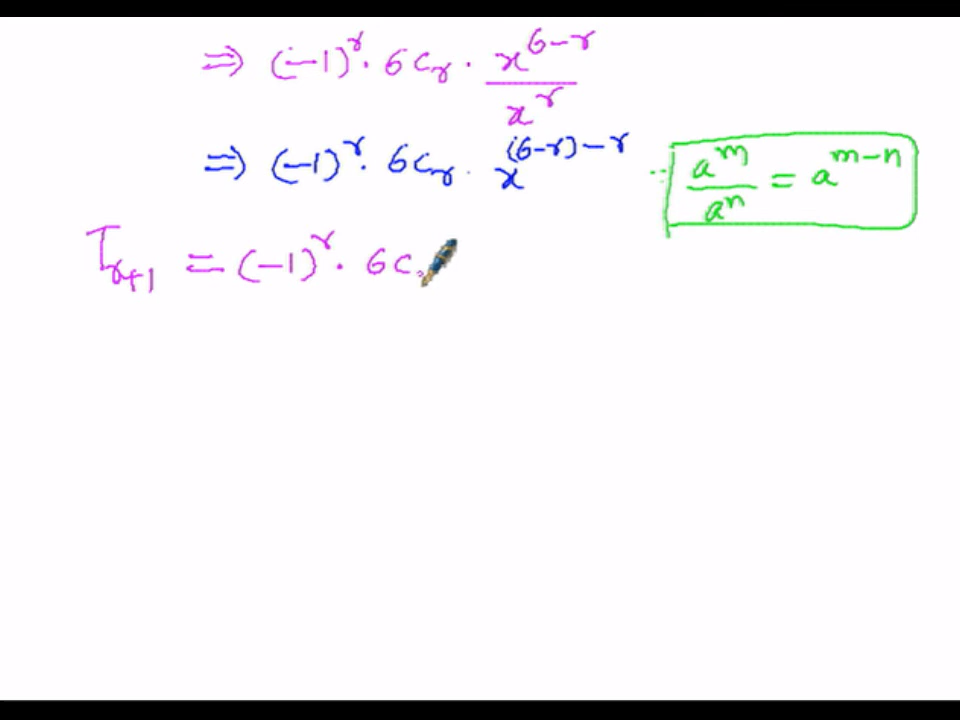 ⇒ (-1)^r · 6C_r · x^(6-r) / x^r
⇒ (-1)^r · 6C_r · x^((6-r)-r) ∵ a^m / a^n = a^(m-n)
T_(r+1) = (-1)^r · 6C